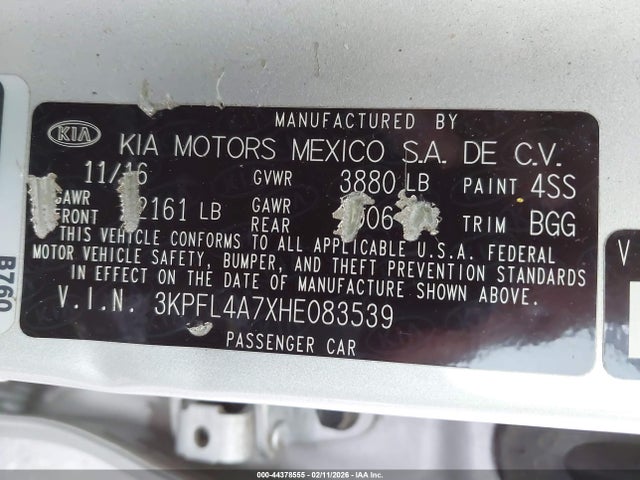 MANUFACTURED BY
KIA KIA MOTORS MEXICO S.A. DE C.V.
11/16 GVWR 3880 LB PAINT 4SS
GAWR FRONT 2161 LB GAWR REAR TRIM BGG
THIS VEHICLE CONFORMS TO ALL APPLICABLE U.S.A. FEDERAL
MOTOR VEHICLE SAFETY, BUMPER, AND THEFT PREVENTION STANDARDS
IN EFFECT ON THE DATE OF MANUFACTURE SHOWN ABOVE.
V.I.N. 3KPFL4A7XHE083539
PASSENGER CAR
B760
V
000-44378555 - 02/11/2026 - IAA Inc.